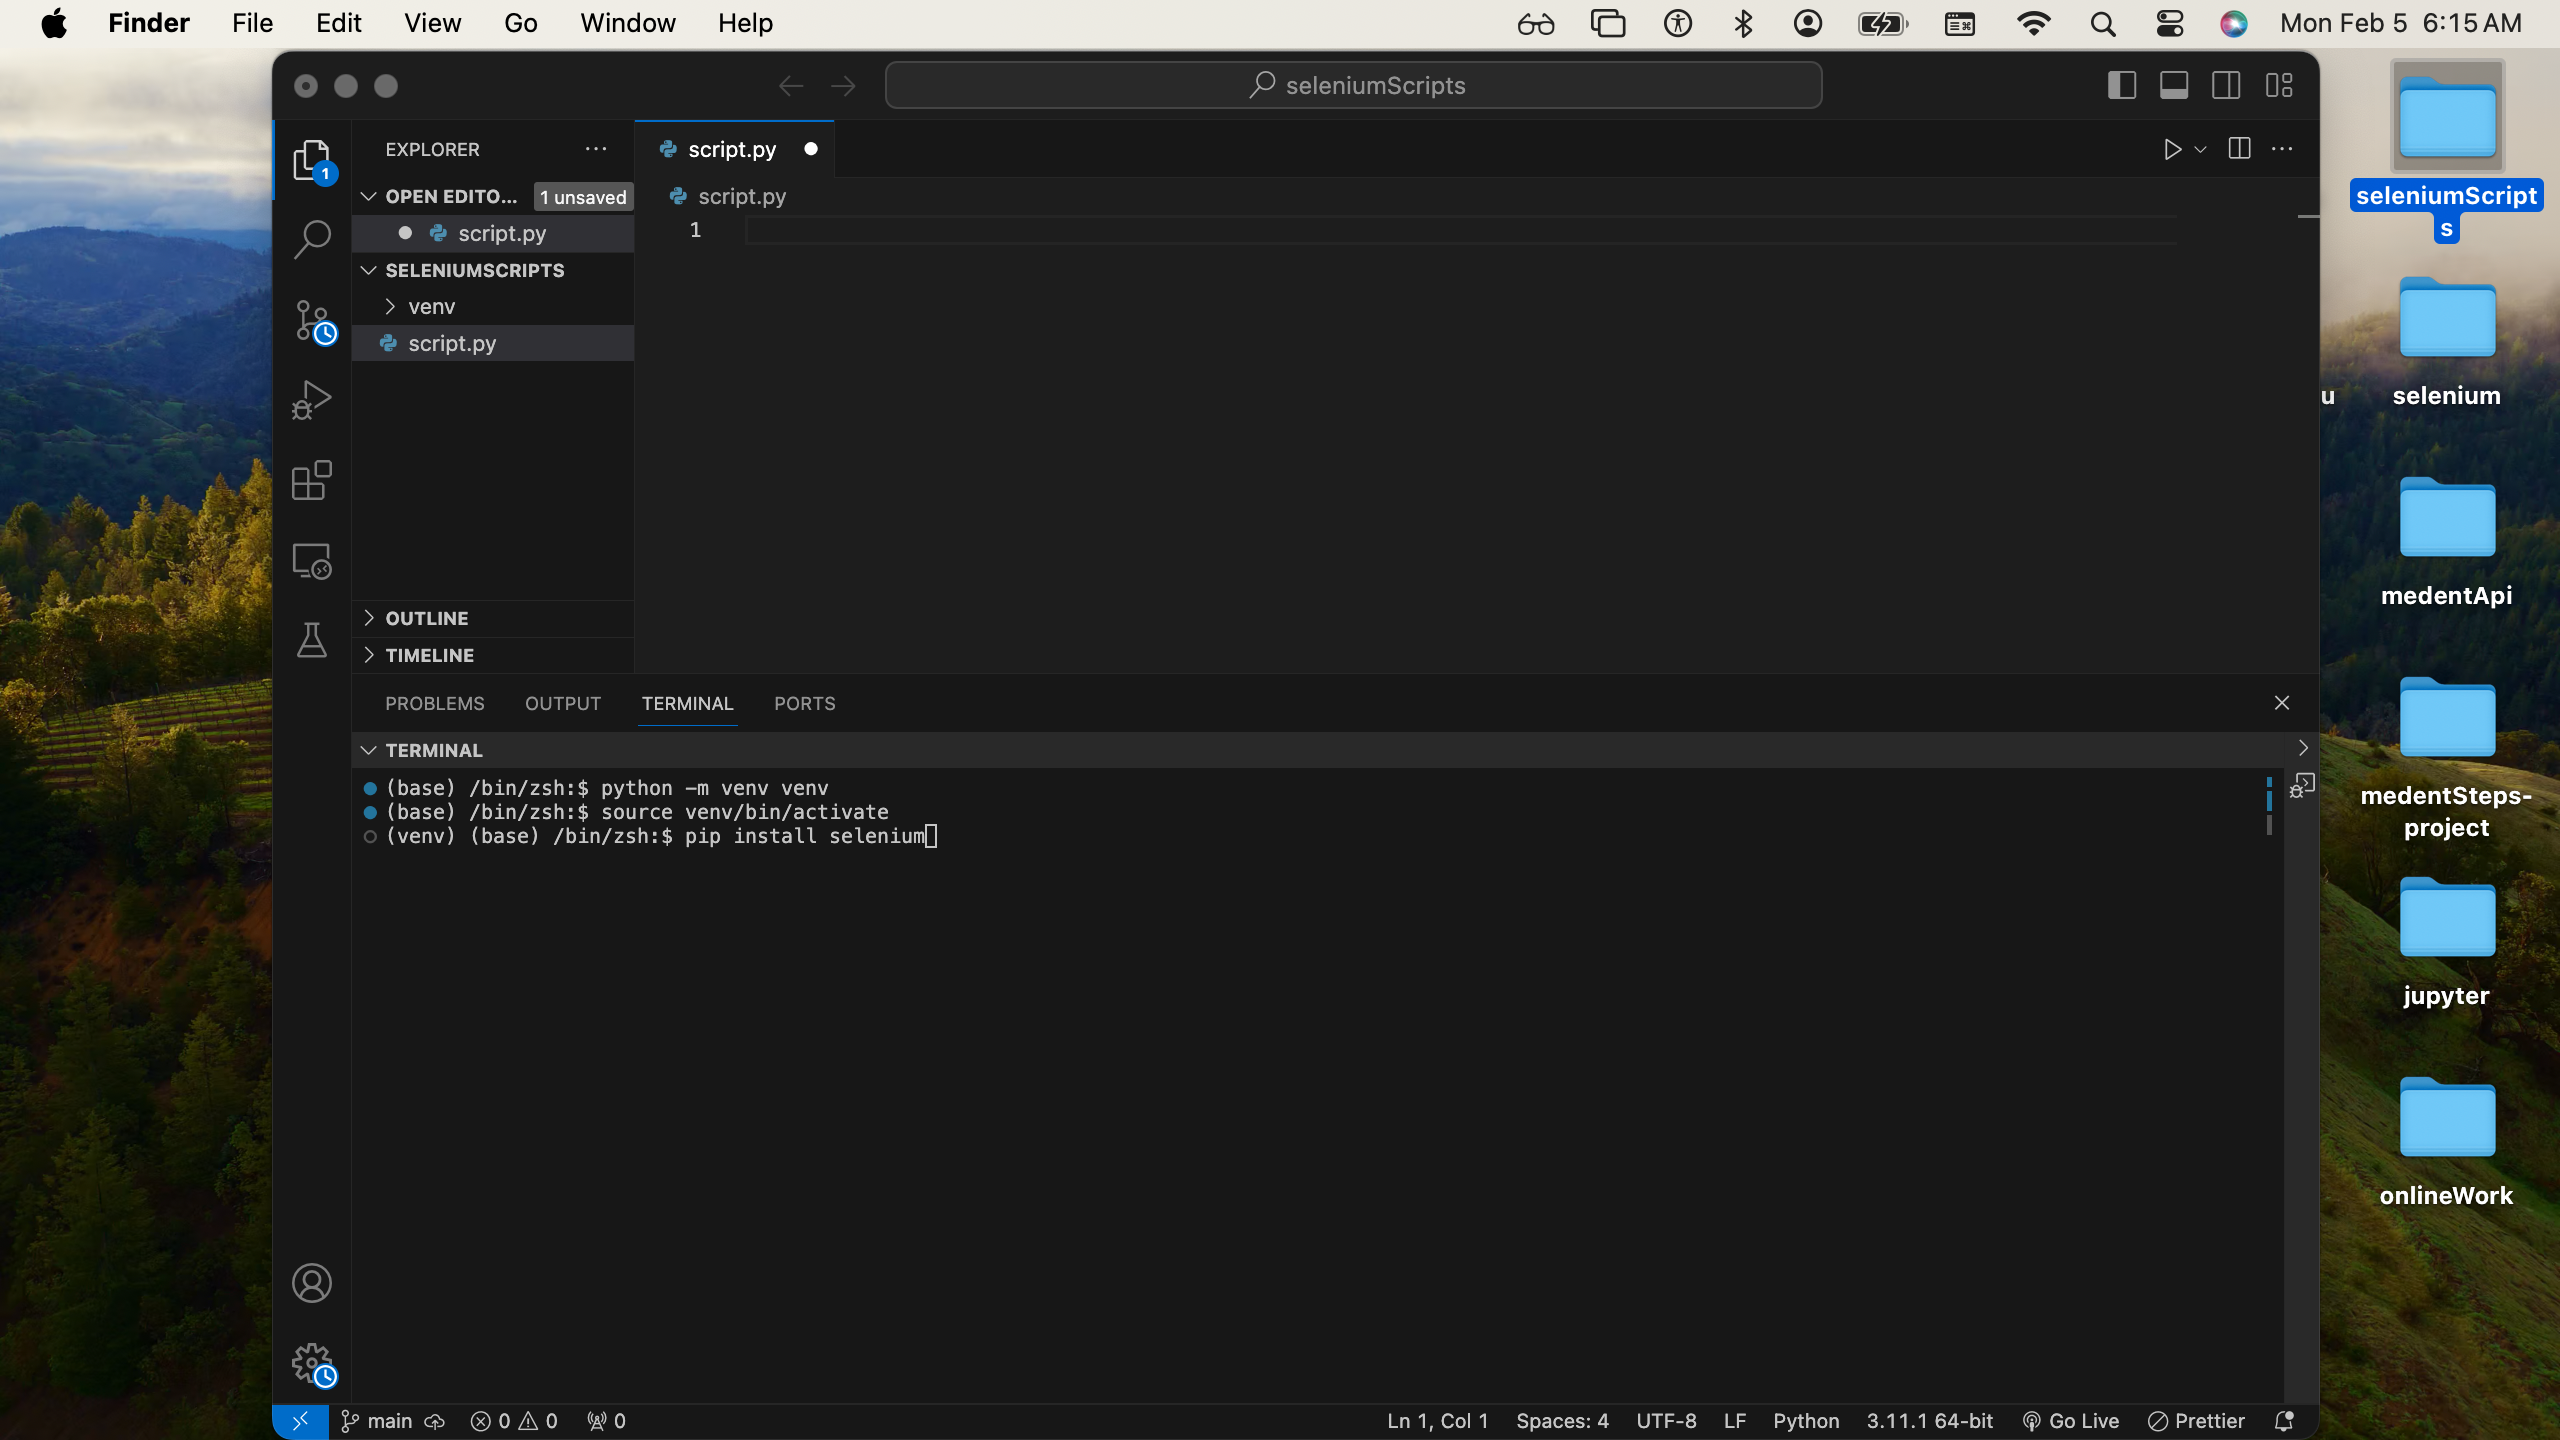 Finder File Edit View Go Window Help Mon Feb 5 6:15 AM
seleniumScripts
EXPLORER
1
OPEN EDITO... 1 unsaved
script.py
SELENIUMSCRIPTS
venv
script.py
OUTLINE
TIMELINE
script.py
script.py
1
PROBLEMS OUTPUT TERMINAL PORTS
TERMINAL
(base) /bin/zsh:$ python -m venv venv
(base) /bin/zsh:$ source venv/bin/activate
(venv) (base) /bin/zsh:$ pip install selenium
main 0 0 0 Ln 1, Col 1 Spaces: 4 UTF-8 LF Python 3.11.1 64-bit Go Live Prettier
seleniumScript
s
u
selenium
medentApi
medentSteps-
project
jupyter
onlineWork